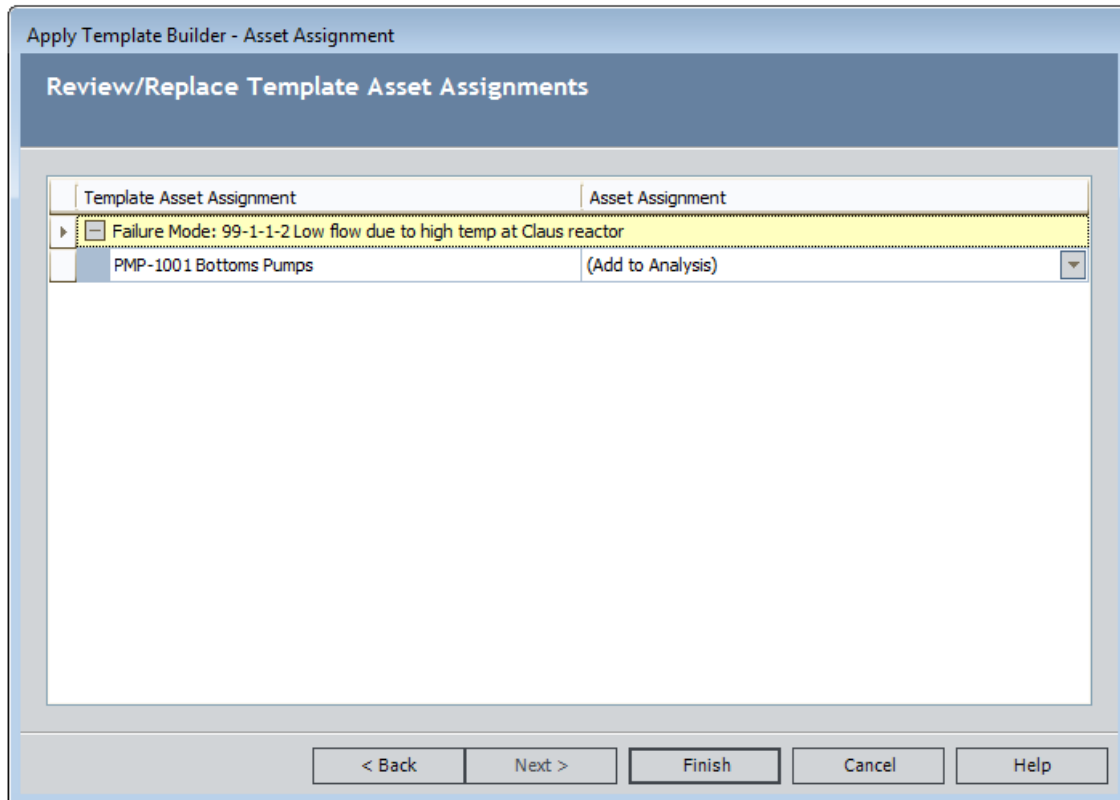 Apply Template Builder - Asset Assignment
Review/Replace Template Asset Assignments
Template Asset Assignment Asset Assignment
Failure Mode: 99-1-1-2 Low flow due to high temp at Claus reactor
PMP-1001 Bottoms Pumps (Add to Analysis)
< Back Next > Finish Cancel Help